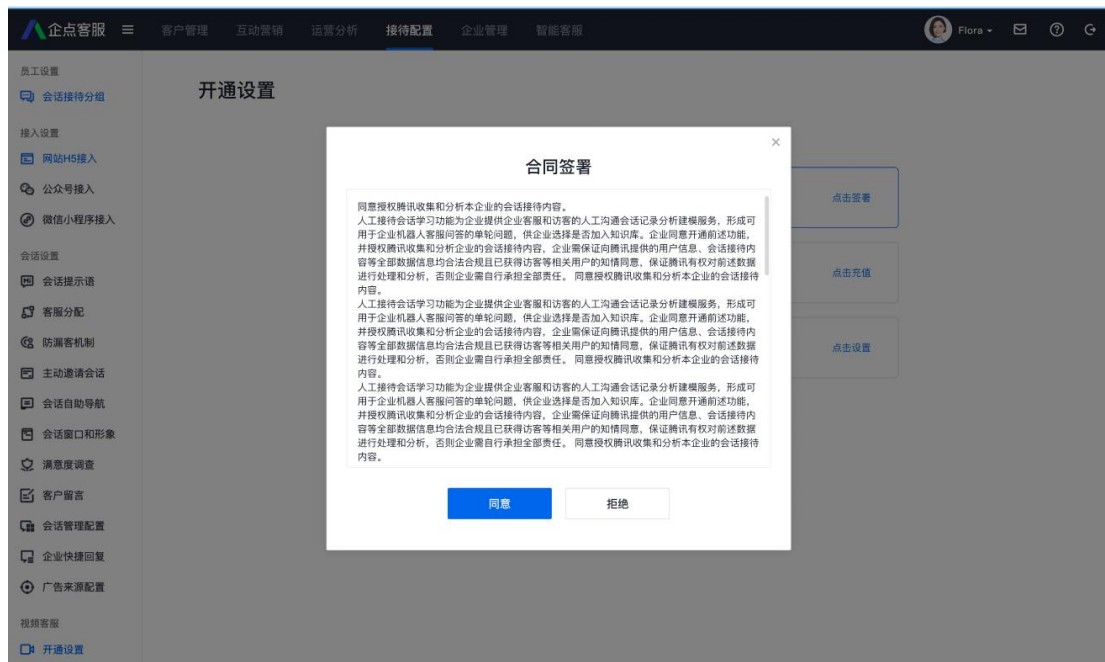 企点客服
客户管理
互动营销
运营分析
接待配置
企业管理
智能客服
Flora
员工设置
会话接待分组
接入设置
网站H5接入
公众号接入
微信小程序接入
会话设置
会话提示语
客服分配
防漏客机制
主动邀请会话
会话自助导航
会话窗口和形象
满意度调查
客户留言
会话管理配置
企业快捷回复
广告来源配置
视频客服
开通设置
开通设置
点击签署
点击充值
点击设置
合同签署
同意授权腾讯收集和分析本企业的会话接待内容。
人工接待会话学习功能为企业提供企业客服和访客的人工沟通会话记录分析建模服务，形成可
用于企业机器人客服问答的单轮问题，供企业选择是否加入知识库。企业同意开通前述功能，
并授权腾讯收集和分析企业的会话接待内容，企业需保证向腾讯提供的用户信息、会话接待内
容等全部数据信息均合法合规且已获得访客等相关用户的知情同意，保证腾讯有权对前述数据
进行处理和分析，否则企业需自行承担全部责任。 同意授权腾讯收集和分析本企业的会话接待
内容。
人工接待会话学习功能为企业提供企业客服和访客的人工沟通会话记录分析建模服务，形成可
用于企业机器人客服问答的单轮问题，供企业选择是否加入知识库。企业同意开通前述功能，
并授权腾讯收集和分析企业的会话接待内容，企业需保证向腾讯提供的用户信息、会话接待内
容等全部数据信息均合法合规且已获得访客等相关用户的知情同意，保证腾讯有权对前述数据
进行处理和分析，否则企业需自行承担全部责任。 同意授权腾讯收集和分析本企业的会话接待
内容。
人工接待会话学习功能为企业提供企业客服和访客的人工沟通会话记录分析建模服务，形成可
用于企业机器人客服问答的单轮问题，供企业选择是否加入知识库。企业同意开通前述功能，
并授权腾讯收集和分析企业的会话接待内容，企业需保证向腾讯提供的用户信息、会话接待内
容等全部数据信息均合法合规且已获得访客等相关用户的知情同意，保证腾讯有权对前述数据
进行处理和分析，否则企业需自行承担全部责任。 同意授权腾讯收集和分析本企业的会话接待
内容。
同意
拒绝